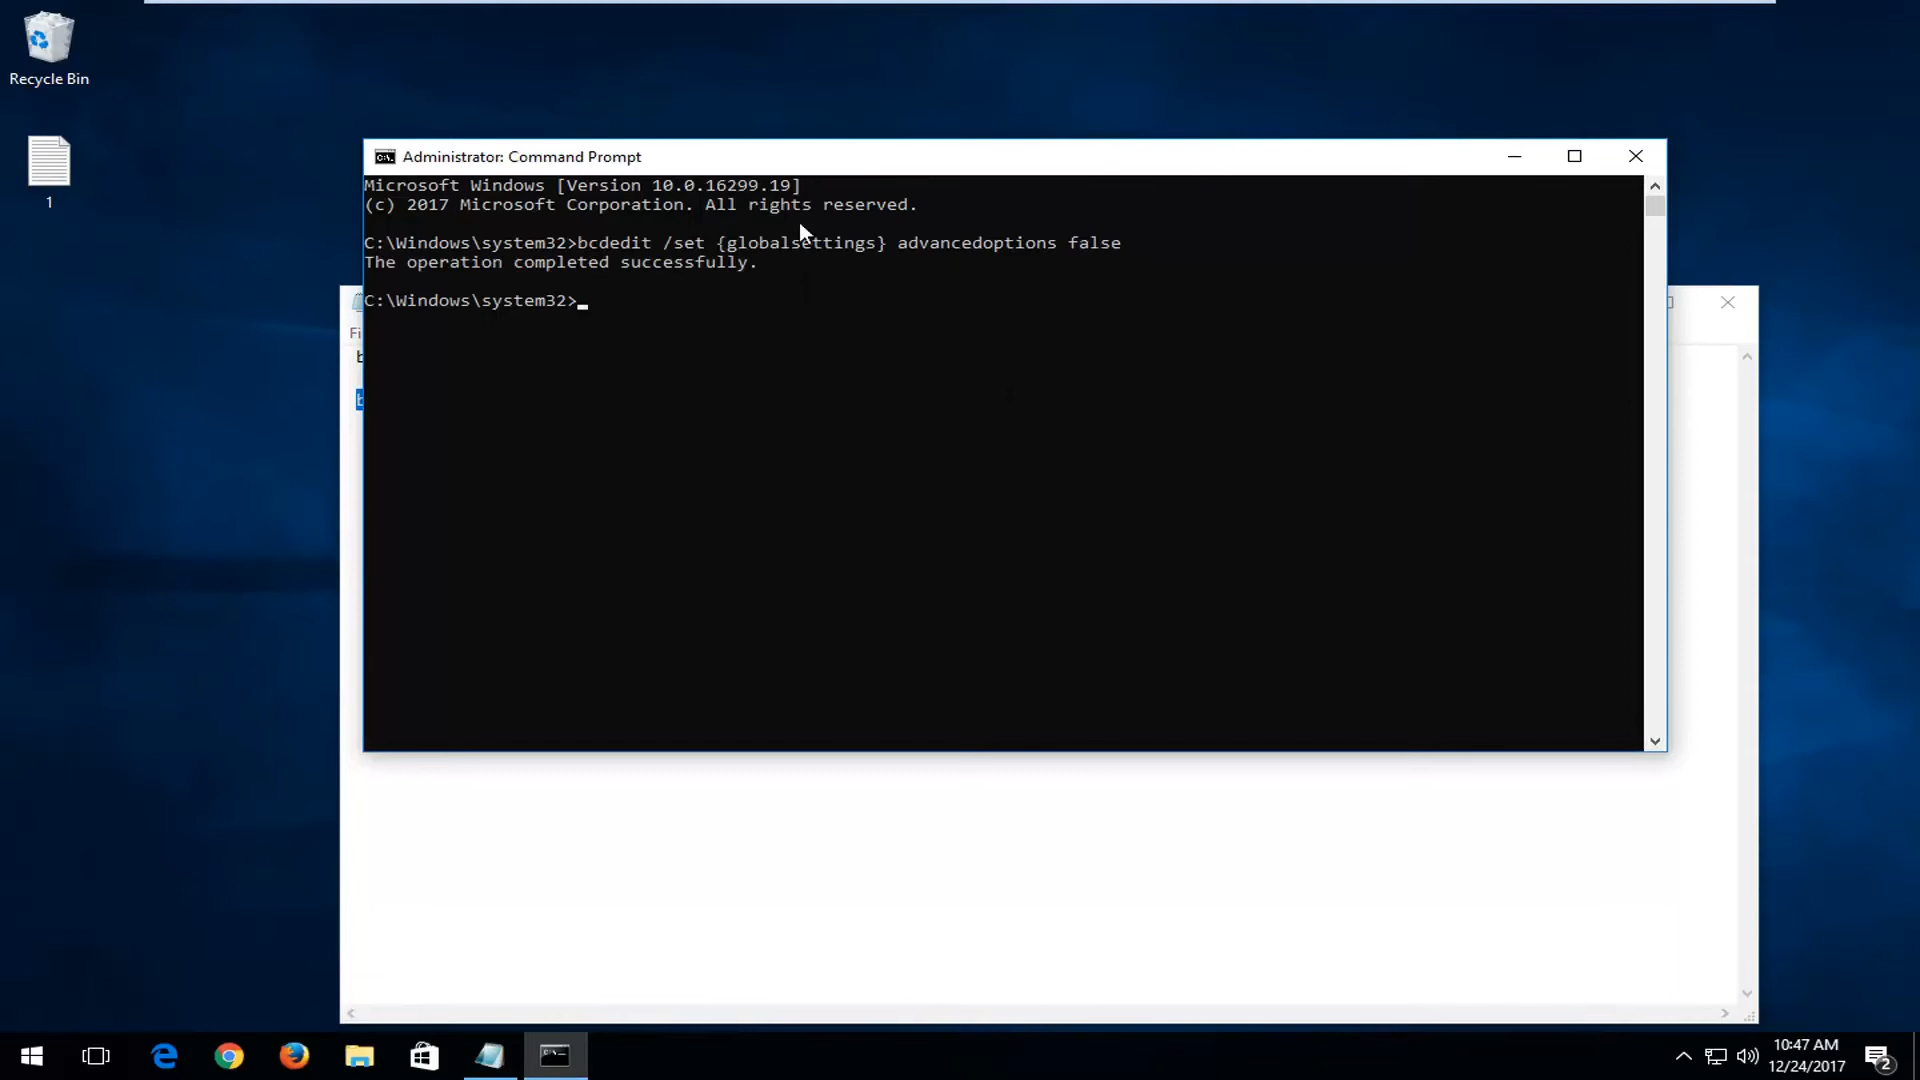 Recycle Bin
1
Administrator: Command Prompt
Microsoft Windows [Version 10.0.16299.19]
(c) 2017 Microsoft Corporation. All rights reserved.
C:\Windows\system32>bcdedit /set {globalsettings} advancedoptions false
The operation completed successfully.
C:\Windows\system32>
Fi
b
b
10:47 AM
12/24/2017
2